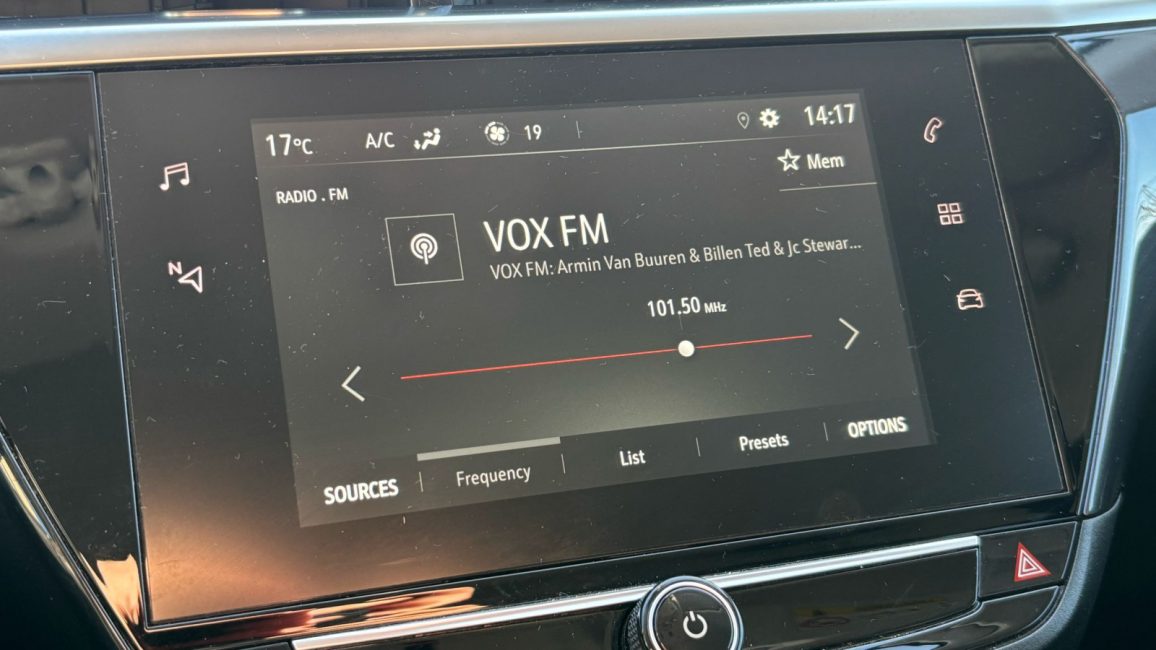 17°C A/C 19 14:17
Mem
RADIO . FM
VOX FM
VOX FM: Armin Van Buuren & Billen Ted & Jc Stewar...
101.50 MHz
SOURCES Frequency List Presets OPTIONS
N